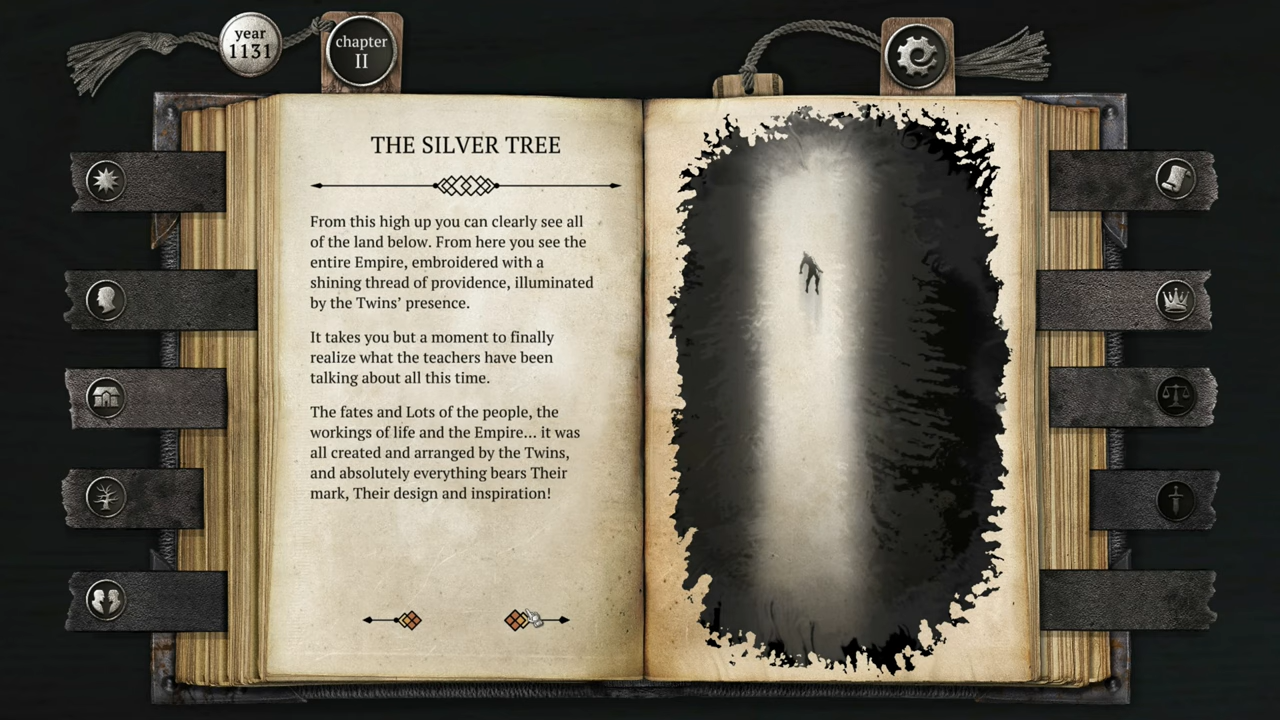 year
1131
chapter
II
THE SILVER TREE
From this high up you can clearly see all
of the land below. From here you see the
entire Empire, embroidered with a
shining thread of providence, illuminated
by the Twins’ presence.
It takes you but a moment to finally
realize what the teachers have been
talking about all this time.
The fates and Lots of the people, the
workings of life and the Empire... it was
all created and arranged by the Twins,
and absolutely everything bears Their
mark, Their design and inspiration!